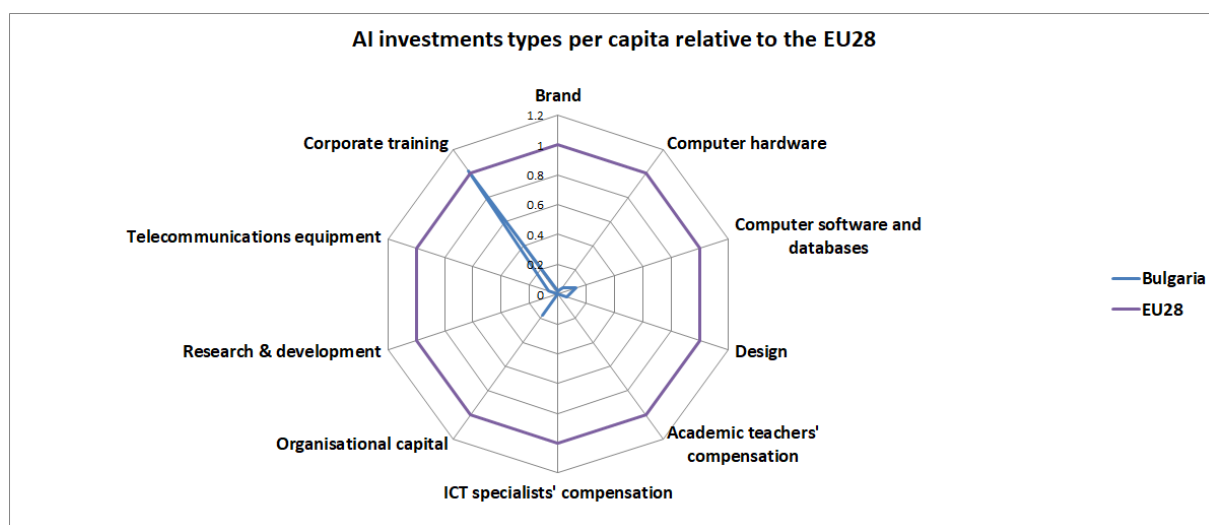 AI investments types per capita relative to the EU28
Brand
1.2
Corporate training
1
Computer hardware
0.8
0.6
Telecommunications equipment
0.4
Computer software and
databases
0.2
0
Bulgaria
EU28
Research & development
Design
Organisational capital
Academic teachers'
compensation
ICT specialists' compensation